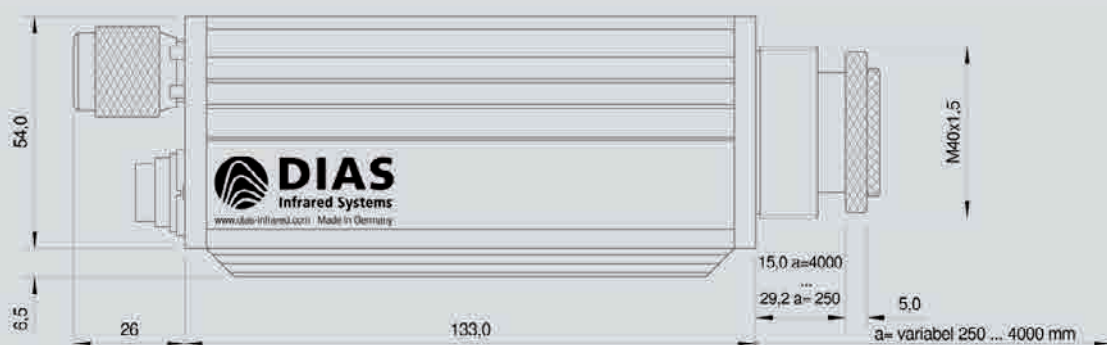 54,0
DIAS
Infrared Systems
www.dias-infrared.com Made in Germany
M40x1,5
15,0 a=4000
...
29,2 a= 250
5,0
6,5
26
133,0
a= variabel 250 ... 4000 mm